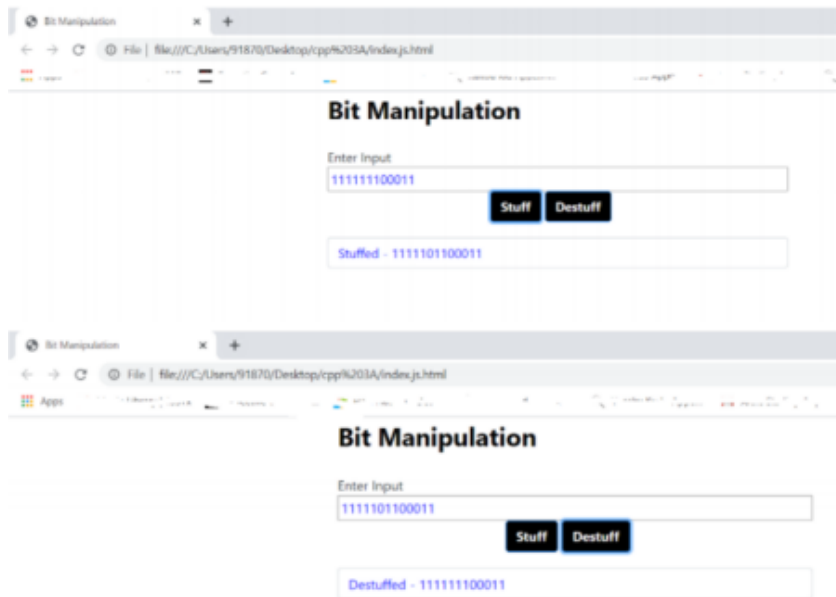 Bit Manipulation × +
File | file:///C:/Users/91870/Desktop/cpp%203A/index.js.html
Bit Manipulation
Enter Input
111111100011
Stuff Destuff
Stuffed - 1111101100011
Bit Manipulation × +
File | file:///C:/Users/91870/Desktop/cpp%203A/index.js.html
Apps
Bit Manipulation
Enter Input
1111101100011
Stuff Destuff
Destuffed - 111111100011